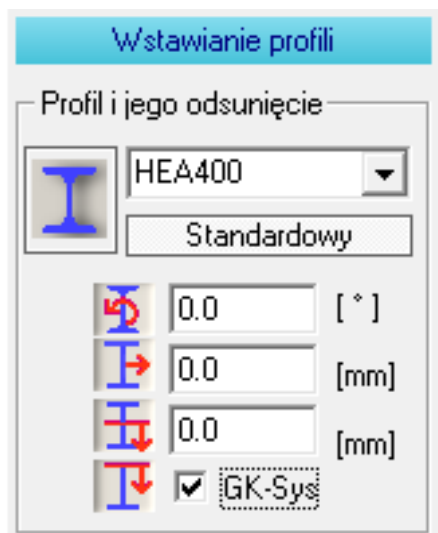 Wstawianie profili
Profil i jego odsunięcie
HEA400
Standardowy
0.0 [ ° ]
0.0 [mm]
0.0 [mm]
GK-Sys